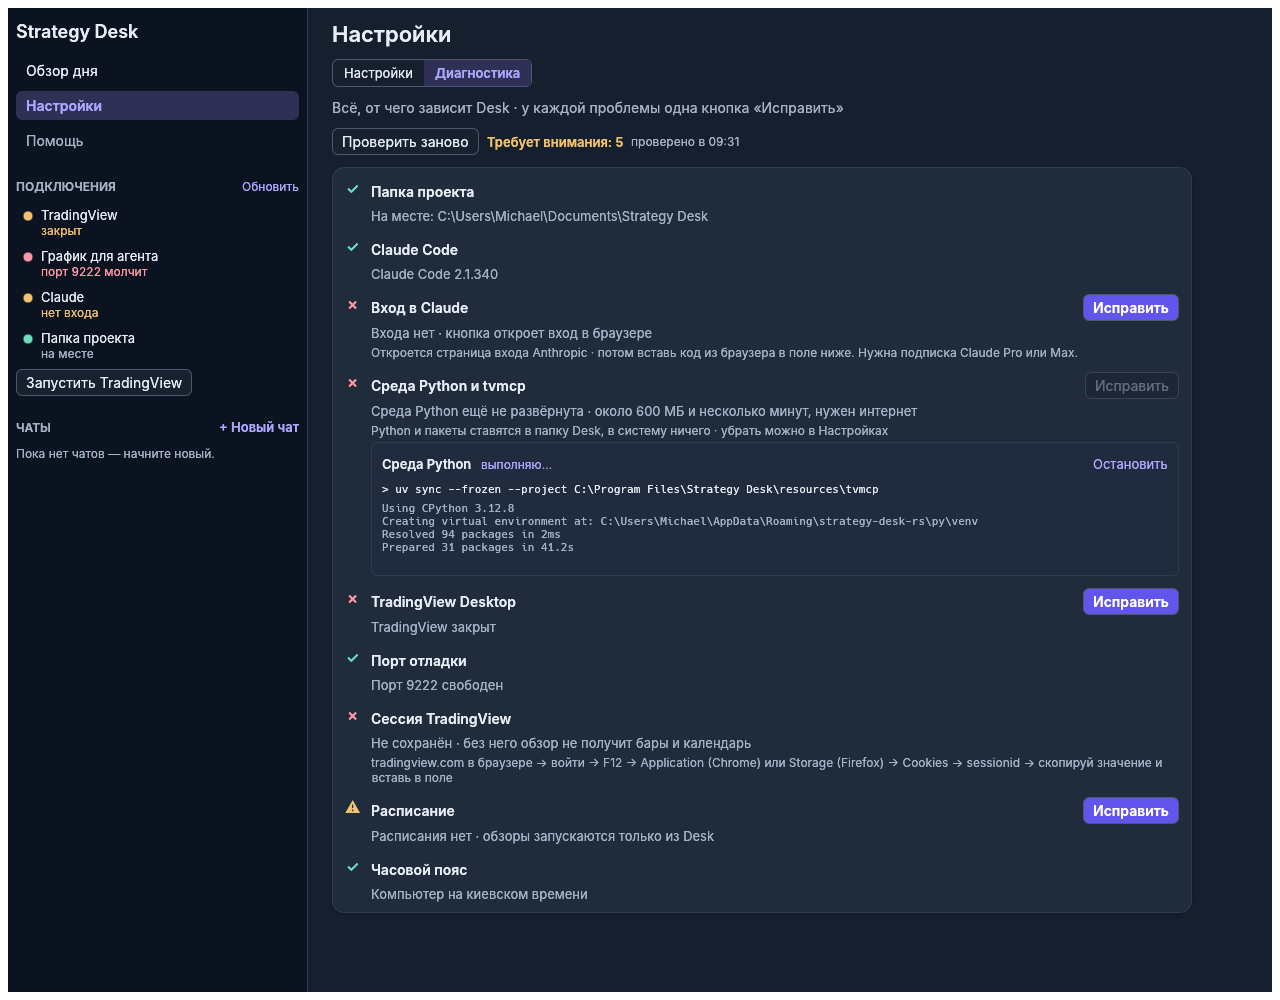 Strategy Desk
Обзор дня
Настройки
Помощь
ПОДКЛЮЧЕНИЯ
Обновить
TradingView
закрыт
График для агента
порт 9222 молчит
Claude
нет входа
Папка проекта
на месте
Запустить TradingView
ЧАТЫ
+ Новый чат
Пока нет чатов — начните новый.
Настройки
Настройки
Диагностика
Всё, от чего зависит Desk · у каждой проблемы одна кнопка «Исправить»
Проверить заново
Требует внимания: 5
проверено в 09:31
Папка проекта
На месте: C:\Users\Michael\Documents\Strategy Desk
Claude Code
Claude Code 2.1.340
Вход в Claude
Исправить
Входа нет · кнопка откроет вход в браузере
Откроется страница входа Anthropic · потом вставь код из браузера в поле ниже. Нужна подписка Claude Pro или Max.
Среда Python и tvmcp
Исправить
Среда Python ещё не развёрнута · около 600 МБ и несколько минут, нужен интернет
Python и пакеты ставятся в папку Desk, в систему ничего · убрать можно в Настройках
Среда Python
выполняю…
Остановить
> uv sync --frozen --project C:\Program Files\Strategy Desk\resources\tvmcp
Using CPython 3.12.8
Creating virtual environment at: C:\Users\Michael\AppData\Roaming\strategy-desk-rs\py\venv
Resolved 94 packages in 2ms
Prepared 31 packages in 41.2s
TradingView Desktop
Исправить
TradingView закрыт
Порт отладки
Порт 9222 свободен
Сессия TradingView
Не сохранён · без него обзор не получит бары и календарь
tradingview.com в браузере → войти → F12 → Application (Chrome) или Storage (Firefox) → Cookies → sessionid → скопируй значение и
вставь в поле
Расписание
Исправить
Расписания нет · обзоры запускаются только из Desk
Часовой пояс
Компьютер на киевском времени